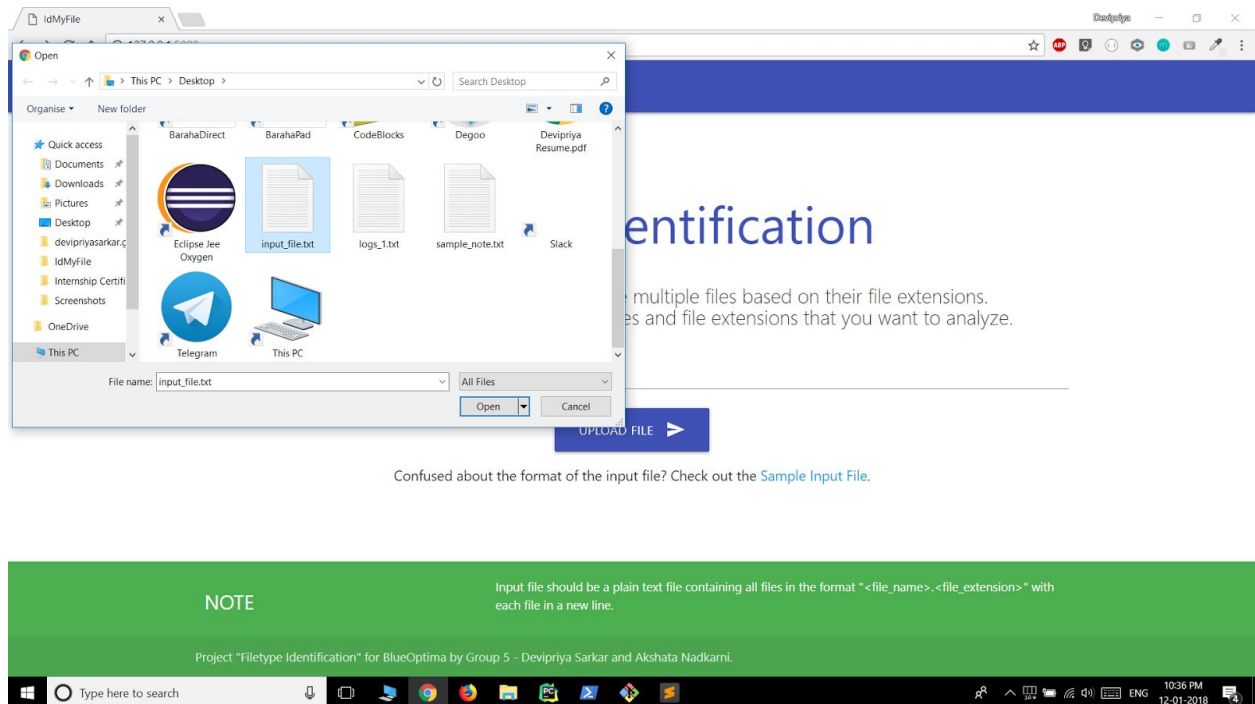 IdMyFile
Devipriya
Open
This PC > Desktop >
Search Desktop
Organise
New folder
Quick access
Documents
Downloads
Pictures
Desktop
devipriyasarkar.g
IdMyFile
Internship Certifi
Screenshots
OneDrive
This PC
BarahaDirect
BarahaPad
CodeBlocks
Degoo
Devipriya
Resume.pdf
Eclipse Jee
Oxygen
input_file.txt
logs_1.txt
sample_note.txt
Slack
Telegram
This PC
File name: input_file.txt
All Files
Open
Cancel
entification
multiple files based on their file extensions.
es and file extensions that you want to analyze.
UPLOAD FILE
Confused about the format of the input file? Check out the Sample Input File.
NOTE
Input file should be a plain text file containing all files in the format "<file_name>.<file_extension>" with
each file in a new line.
Project "Filetype Identification" for BlueOptima by Group 5 - Devipriya Sarkar and Akshata Nadkarni.
Type here to search
ENG
10:36 PM
12-01-2018